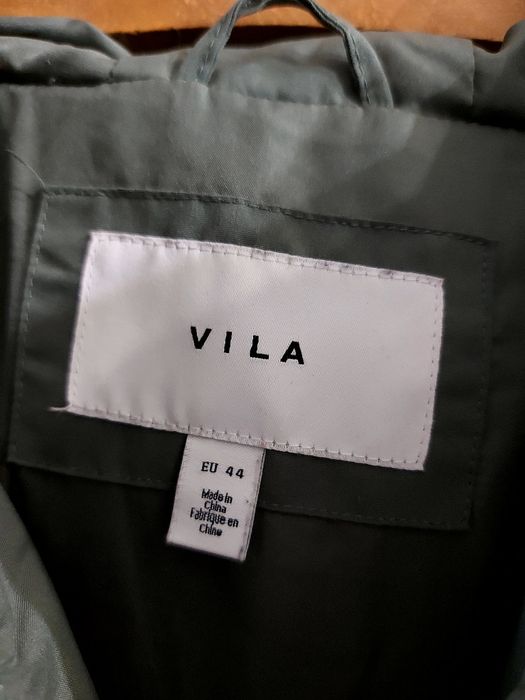 VILA
EU 44
Made in
China
Fabriqué en
Chine